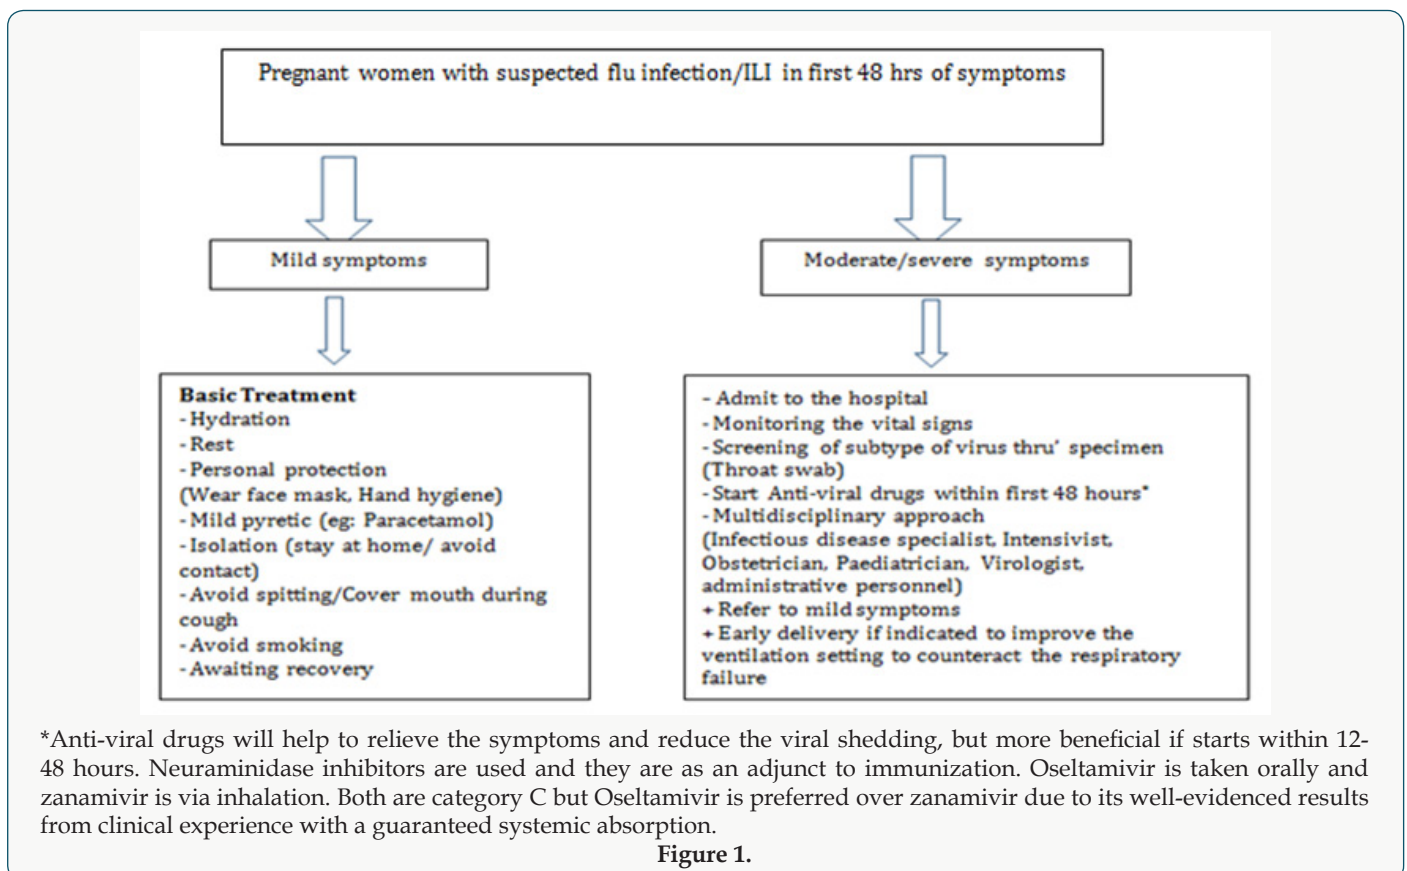 Pregnant women with suspected flu infection/ILI in first 48 hrs of symptoms
Mild symptoms
Moderate/severe symptoms
Basic Treatment
- Hydration
- Rest
- Personal protection
(Wear face mask, Hand hygiene)
- Mild pyretic (eg: Paracetamol)
- Isolation (stay at home/ avoid
contact)
- Avoid spitting/Cover mouth during
cough
- Avoid smoking
- Awaiting recovery
- Admit to the hospital
- Monitoring the vital signs
- Screening of subtype of virus thru' specimen
(Throat swab)
- Start Anti-viral drugs within first 48 hours*
- Multidisciplinary approach
(Infectious disease specialist, Intensivist,
Obstetrician, Paediatrician, Virologist,
administrative personnel)
+ Refer to mild symptoms
+ Early delivery if indicated to improve the
ventilation setting to counteract the respiratory
failure
*Anti-viral drugs will help to relieve the symptoms and reduce the viral shedding, but more beneficial if starts within 12-
48 hours. Neuraminidase inhibitors are used and they are as an adjunct to immunization. Oseltamivir is taken orally and
zanamivir is via inhalation. Both are category C but Oseltamivir is preferred over zanamivir due to its well-evidenced results
from clinical experience with a guaranteed systemic absorption.
Figure 1.